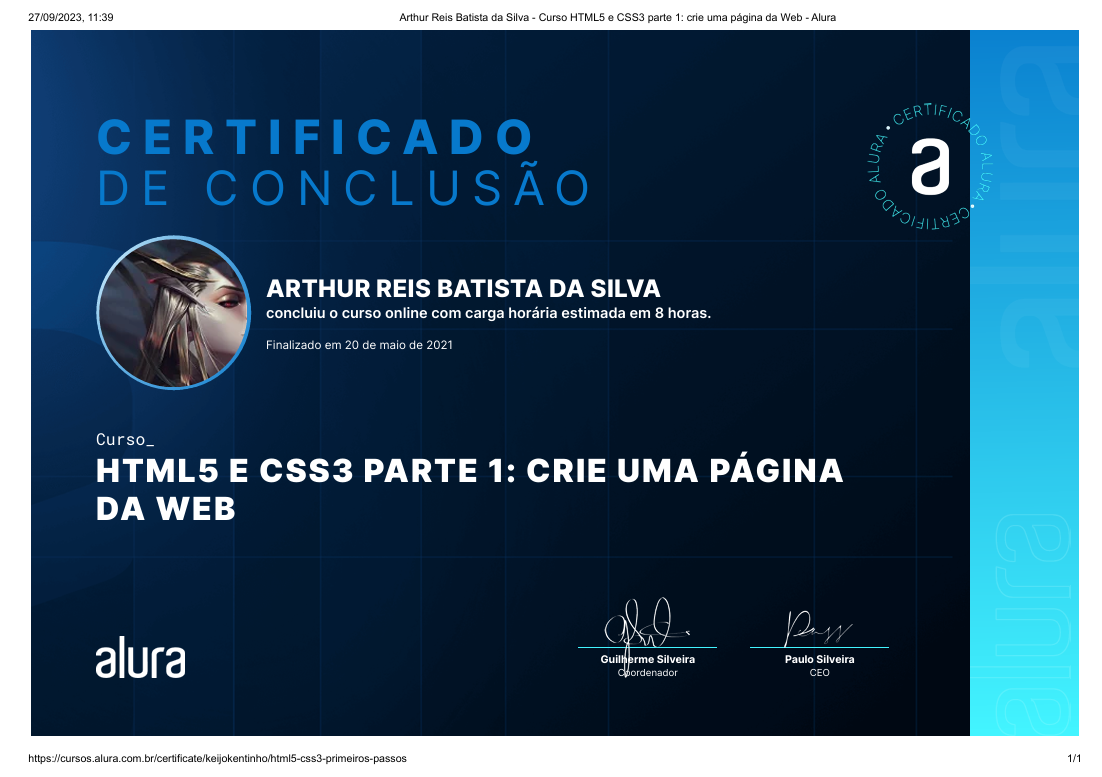 27/09/2023, 11:39
Arthur Reis Batista da Silva - Curso HTML5 e CSS3 parte 1: crie uma página da Web - Alura
CERTIFICADO
DE CONCLUSÃO
CERTIFICADO ALURA • CERTIFICADO ALURA •
a
alura
ARTHUR REIS BATISTA DA SILVA
concluiu o curso online com carga horária estimada em 8 horas.
Finalizado em 20 de maio de 2021
Curso_
HTML5 E CSS3 PARTE 1: CRIE UMA PÁGINA
DA WEB
alura
Guilherme Silveira
Coordenador
Paulo Silveira
CEO
alura
https://cursos.alura.com.br/certificate/keijokentinho/html5-css3-primeiros-passos
1/1